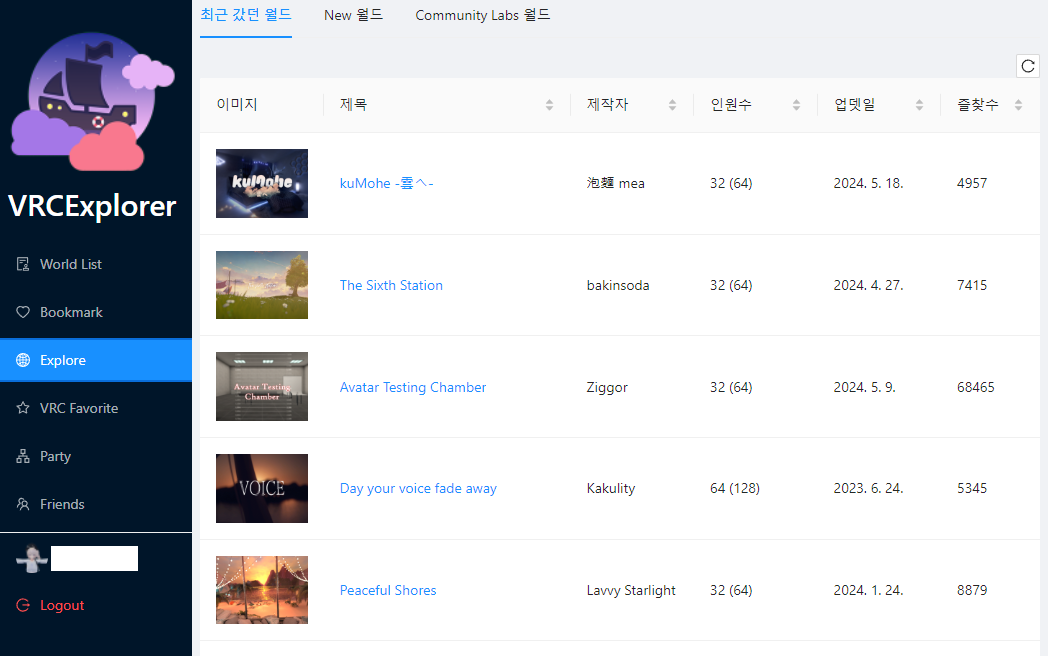 최근 갔던 월드 New 월드 Community Labs 월드
VRCExplorer
World List
Bookmark
Explore
VRC Favorite
Party
Friends
Logout
이미지 제목 제작자 인원수 업뎃일 즐찾수
kuMohe
kuMohe -雲へ- 泡麵 mea 32 (64) 2024. 5. 18. 4957
The Sixth Station bakinsoda 32 (64) 2024. 4. 27. 7415
Avatar Testing
Chamber
Avatar Testing Chamber Ziggor 32 (64) 2024. 5. 9. 68465
VOICE
Day your voice fade away Kakulity 64 (128) 2023. 6. 24. 5345
Peaceful Shores Lavvy Starlight 32 (64) 2024. 1. 24. 8879